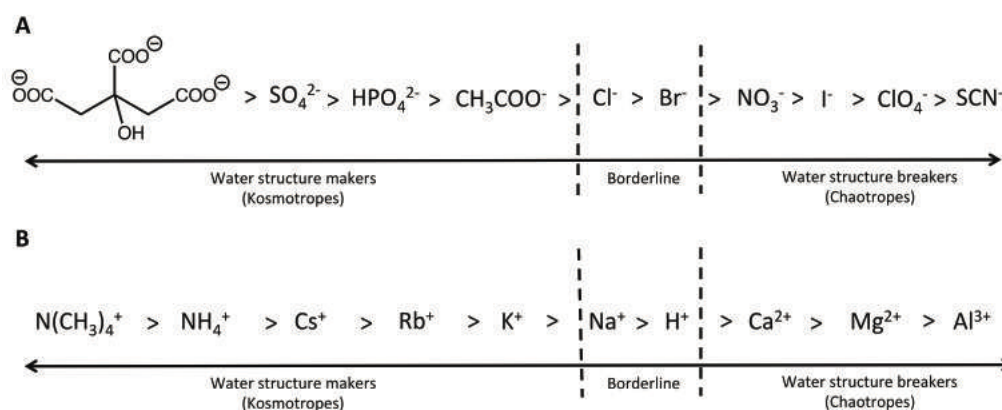 A
⊖OOC COO⊖ COO⊖ OH > SO₄²⁻ > HPO₄²⁻ > CH₃COO⁻ > Cl⁻ > Br⁻ > NO₃⁻ > I⁻ > ClO₄⁻ > SCN⁻
Water structure makers Borderline Water structure breakers
(Kosmotropes) (Chaotropes)
B
N(CH₃)₄⁺ > NH₄⁺ > Cs⁺ > Rb⁺ > K⁺ > Na⁺ > H⁺ > Ca²⁺ > Mg²⁺ > Al³⁺
Water structure makers Borderline Water structure breakers
(Kosmotropes) (Chaotropes)